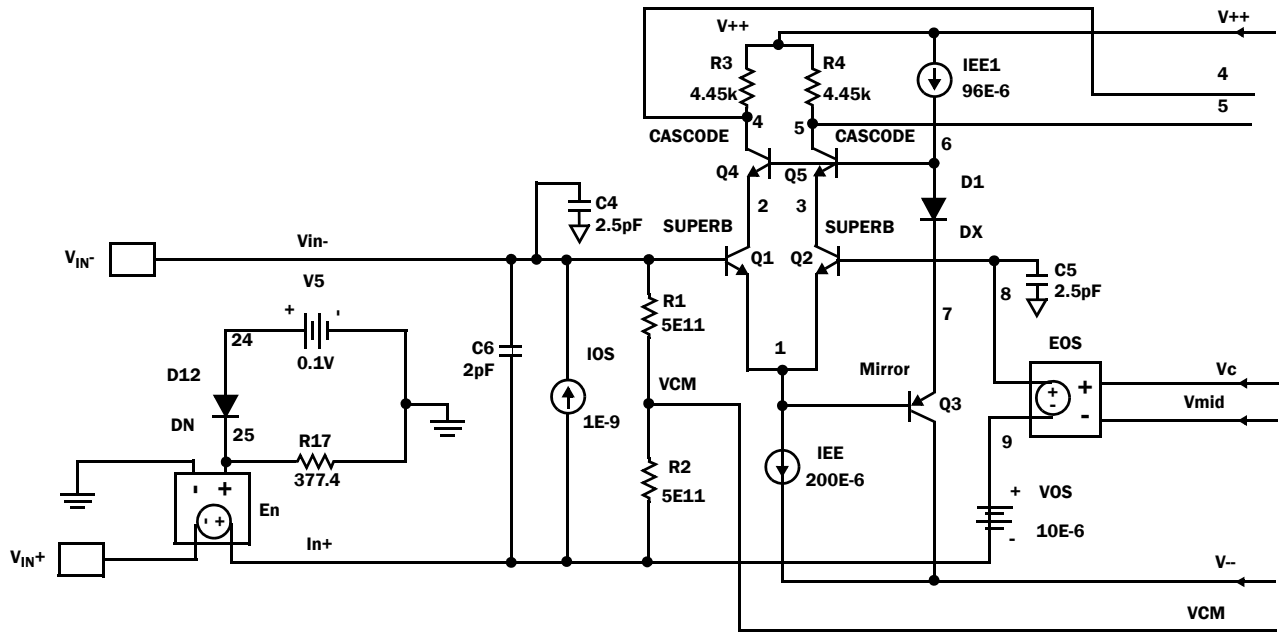 V++
V++
R3
4.45k
R4
4.45k
IEE1
96E-6
4
5
4
5
CASCODE
CASCODE
6
Q4
Q5
D1
2
3
DX
C4
2.5pF
SUPERB
SUPERB
Vin-
VIN-
Q1
Q2
C5
2.5pF
8
V5
+
-
24
0.1V
R1
5E11
7
EOS
C6
2pF
IOS
1
Mirror
D12
Vc
VCM
+
-
+
-
Vmid
Q3
1E-9
DN
25
R17
377.4
9
IEE
200E-6
R2
5E11
-
+
En
- +
+
VOS
10E-6
-
In+
VIN+
V--
VCM